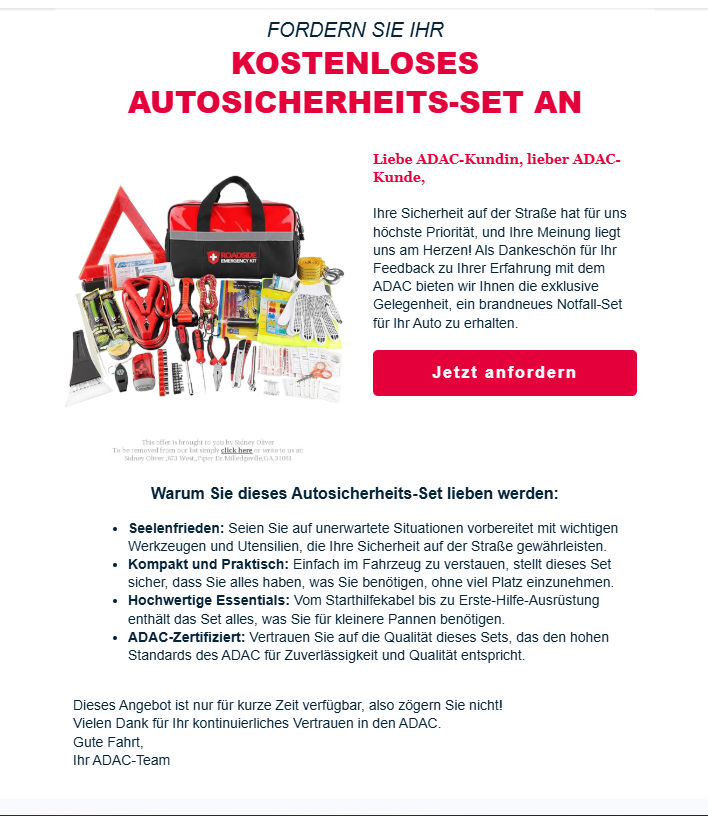 FORDERN SIE IHR
KOSTENLOSES
AUTOSICHERHEITS-SET AN
Liebe ADAC-Kundin, lieber ADAC-
Kunde,
Ihre Sicherheit auf der Straße hat für uns
höchste Priorität, und Ihre Meinung liegt
uns am Herzen! Als Dankeschön für Ihr
Feedback zu Ihrer Erfahrung mit dem
ADAC bieten wir Ihnen die exklusive
Gelegenheit, ein brandneues Notfall-Set
für Ihr Auto zu erhalten.
Jetzt anfordern
ROADSIDE
EMERGENCY KIT
This offer is brought to you by Sidney Oliver
To be removed from our list simply click here or write to us at:
Sidney Oliver ,873 West,,Piper Dr.Milledgeville,GA,31061
Warum Sie dieses Autosicherheits-Set lieben werden:
• Seelenfrieden: Seien Sie auf unerwartete Situationen vorbereitet mit wichtigen
Werkzeugen und Utensilien, die Ihre Sicherheit auf der Straße gewährleisten.
• Kompakt und Praktisch: Einfach im Fahrzeug zu verstauen, stellt dieses Set
sicher, dass Sie alles haben, was Sie benötigen, ohne viel Platz einzunehmen.
• Hochwertige Essentials: Vom Starthilfekabel bis zu Erste-Hilfe-Ausrüstung
enthält das Set alles, was Sie für kleinere Pannen benötigen.
• ADAC-Zertifiziert: Vertrauen Sie auf die Qualität dieses Sets, das den hohen
Standards des ADAC für Zuverlässigkeit und Qualität entspricht.
Dieses Angebot ist nur für kurze Zeit verfügbar, also zögern Sie nicht!
Vielen Dank für Ihr kontinuierliches Vertrauen in den ADAC.
Gute Fahrt,
Ihr ADAC-Team